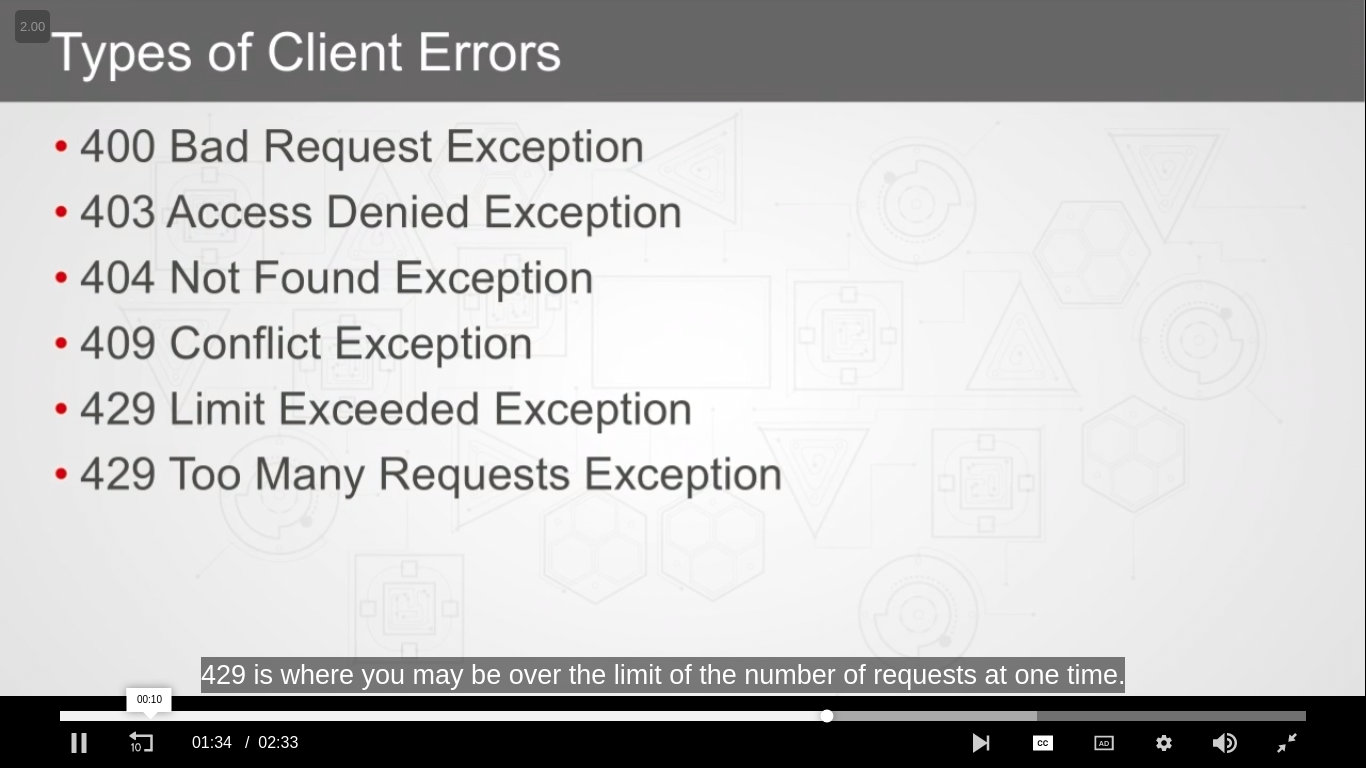 2.00
Types of Client Errors
• 400 Bad Request Exception
• 403 Access Denied Exception
• 404 Not Found Exception
• 409 Conflict Exception
• 429 Limit Exceeded Exception
• 429 Too Many Requests Exception
429 is where you may be over the limit of the number of requests at one time.
00:10
10 01:34 / 02:33 CC AD